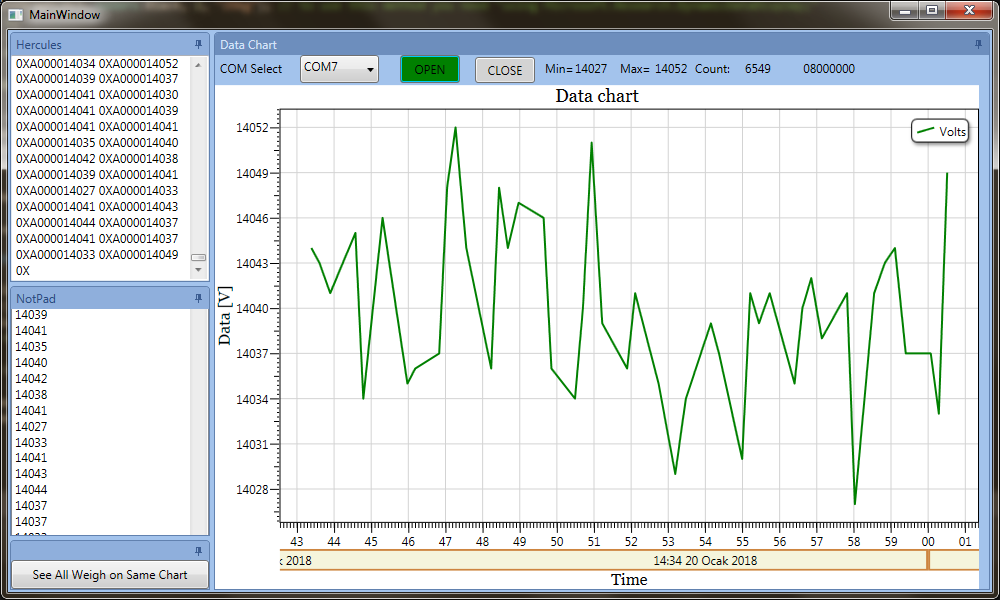 MainWindow
Hercules
0XA000014034 0XA000014052
0XA000014039 0XA000014037
0XA000014041 0XA000014030
0XA000014041 0XA000014039
0XA000014041 0XA000014041
0XA000014035 0XA000014040
0XA000014042 0XA000014038
0XA000014039 0XA000014041
0XA000014027 0XA000014033
0XA000014041 0XA000014043
0XA000014044 0XA000014037
0XA000014041 0XA000014037
0XA000014033 0XA000014049
0X
NotPad
14039
14041
14035
14040
14042
14038
14041
14027
14033
14041
14043
14044
14037
14037
See All Weigh on Same Chart
Data Chart
COM Select COM7 OPEN CLOSE Min= 14027 Max= 14052 Count: 6549 08000000
Data chart
Volts
Data [V]
14052
14049
14046
14043
14040
14037
14034
14031
14028
43 44 45 46 47 48 49 50 51 52 53 54 55 56 57 58 59 00 01
2018 14:34 20 Ocak 2018
Time